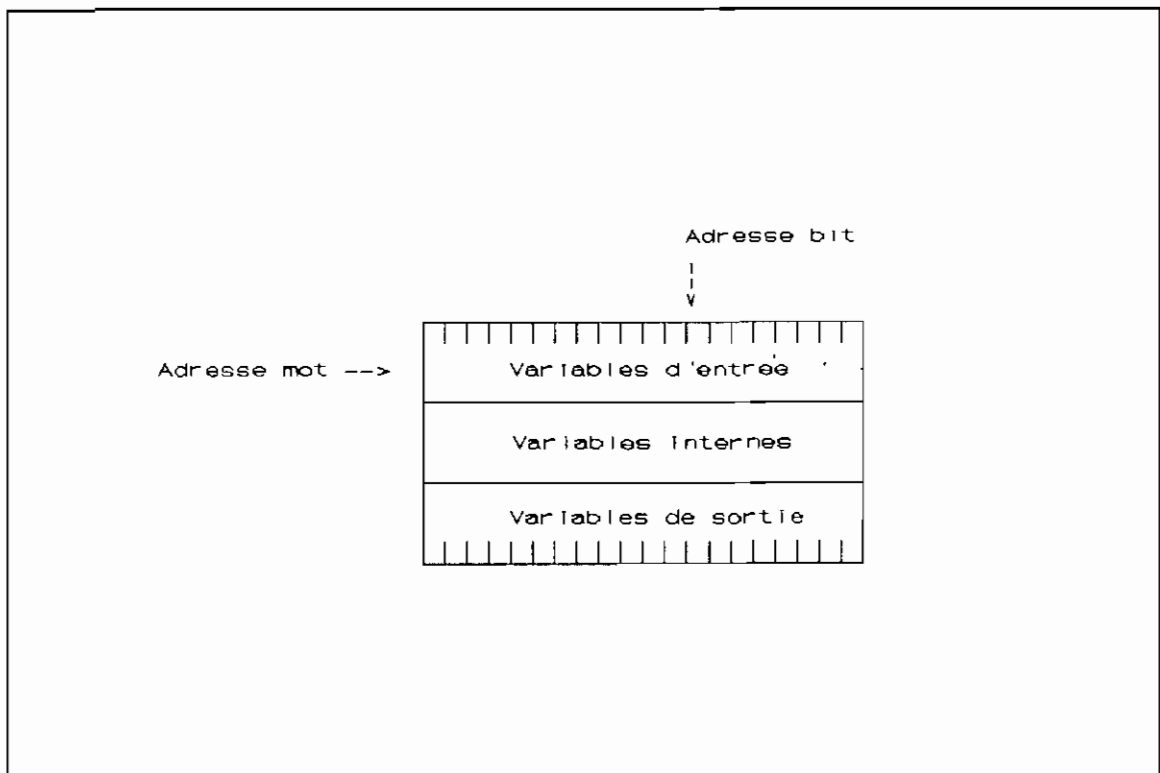 Adresse bit
Adresse mot -->
Variables d'entrée
Variables Internes
Variables de sortie